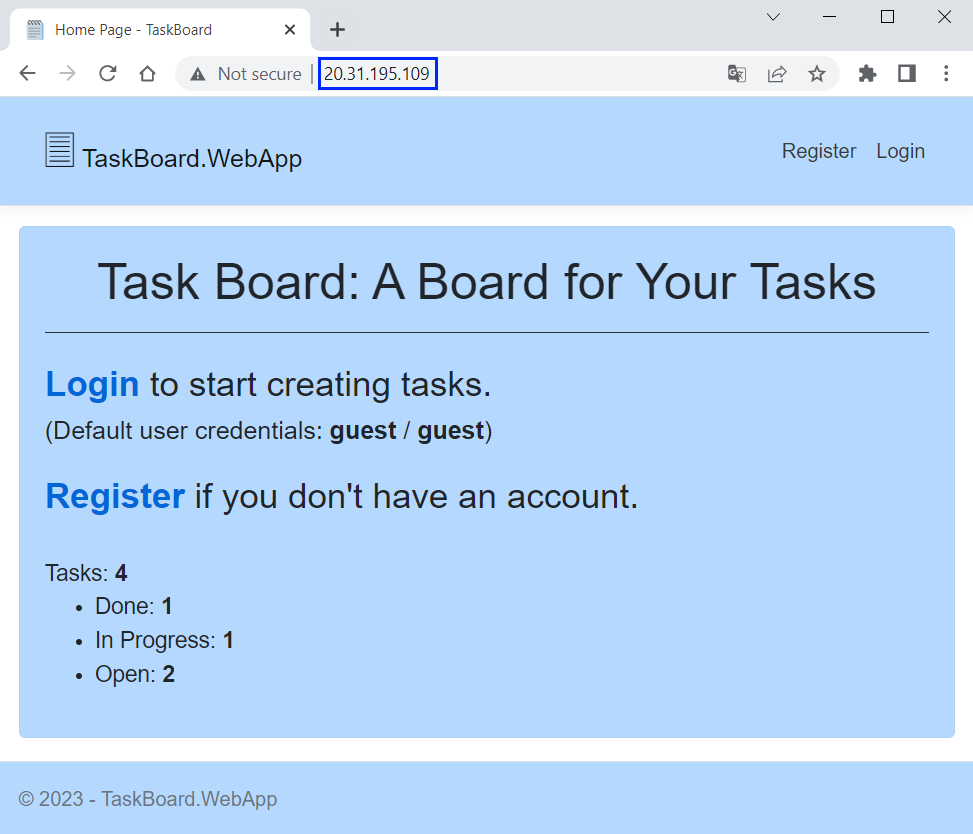 Home Page - TaskBoard
Not secure | 20.31.195.109
TaskBoard.WebApp
Register Login
Task Board: A Board for Your Tasks
Login to start creating tasks.
(Default user credentials: guest / guest)
Register if you don't have an account.
Tasks: 4
• Done: 1
• In Progress: 1
• Open: 2
© 2023 - TaskBoard.WebApp